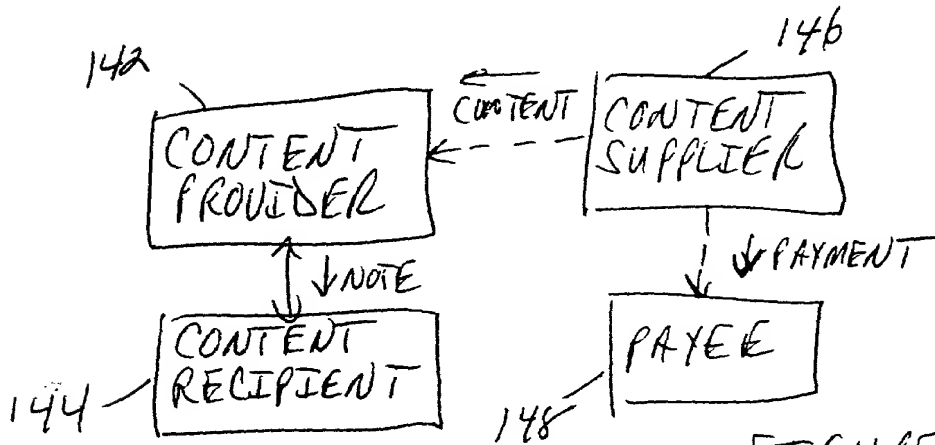 142
146
CONTENT
PROVIDER
CONTENT
CONTENT
SUPPLIER
NOTE
PAYMENT
CONTENT
RECIPIENT
PAYEE
144
148